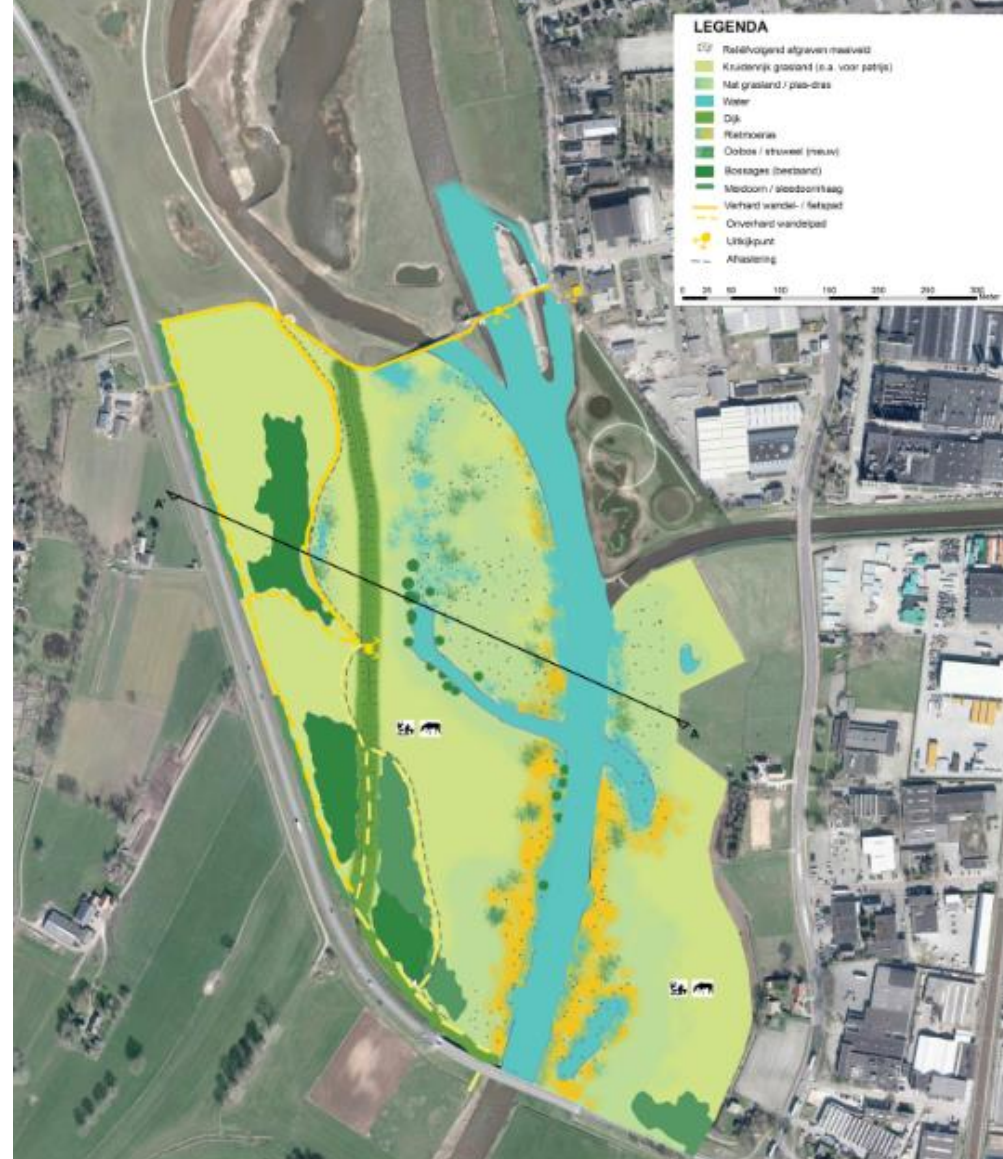 LEGENDA
Reliëfvolgend afgraven maaiveld
Kruidenrijk grasland (o.a. voor patrijs)
Nat grasland / plas-dras
Water
Dijk
Rietmoeras
Ooibos / struweel (nieuw)
Bossages (bestaand)
Meidoorn / sleedoornhaag
Verhard wandel- / fietspad
Onverhard wandelpad
Uitkijkpunt
Afrastering
0 25 50 100 150 200 250 300
Meter
A
A